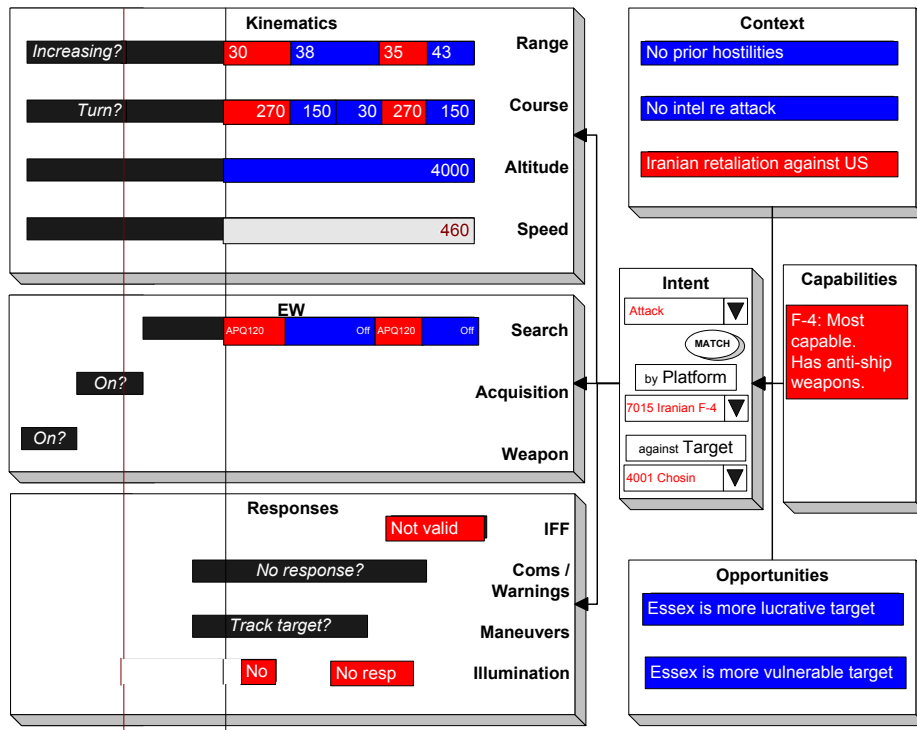 Kinematics
Increasing?
30
38
35
43
Range
Turn?
270
150
30
270
150
Course
4000
Altitude
460
Speed
EW
APQ120
Off
APQ120
Off
Search
On?
Acquisition
On?
Weapon
Responses
Not valid
IFF
No response?
Coms /
Warnings
Track target?
Maneuvers
No
No resp
Illumination
Context
No prior hostilities
No intel re attack
Iranian retaliation against US
Intent
Attack
MATCH
by Platform
7015 Iranian F-4
against Target
4001 Chosin
Capabilities
F-4: Most
capable.
Has anti-ship
weapons.
Opportunities
Essex is more lucrative target
Essex is more vulnerable target